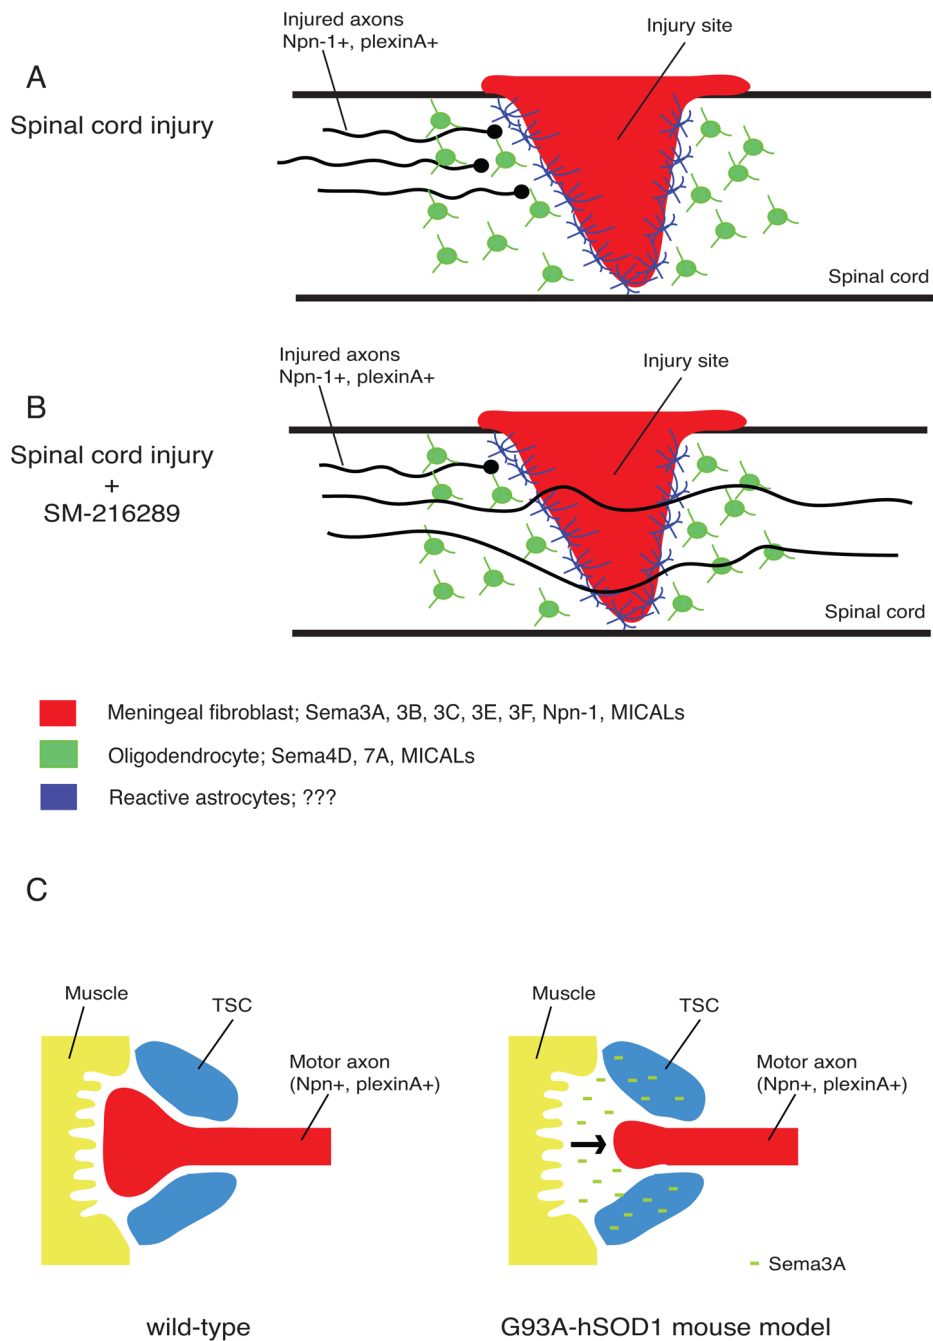 Injured axons
Npn-1+, plexinA+
Injury site
A
Spinal cord injury
Spinal cord
Injured axons
Npn-1+, plexinA+
Injury site
B
Spinal cord injury
+
SM-216289
Spinal cord
Meningeal fibroblast; Sema3A, 3B, 3C, 3E, 3F, Npn-1, MICALs
Oligodendrocyte; Sema4D, 7A, MICALs
Reactive astrocytes; ???
C
Muscle
TSC
Motor axon
(Npn+, plexinA+)
Muscle
TSC
Motor axon
(Npn+, plexinA+)
Sema3A
wild-type
G93A-hSOD1 mouse model